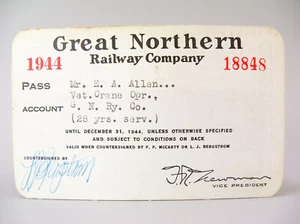 Great Northern
1944 Railway Company 18848
PASS Mr. E. A. Allen...
Vet. Crane Opr.,
ACCOUNT G. N. Ry. Co.
(28 yrs. serv.)
UNTIL DECEMBER 31, 1944, UNLESS OTHERWISE SPECIFIED
AND SUBJECT TO CONDITIONS ON BACK
VALID WHEN COUNTERSIGNED BY F. P. McCARTY OR L. J. BERGSTROM
COUNTERSIGNED BY
VICE PRESIDENT